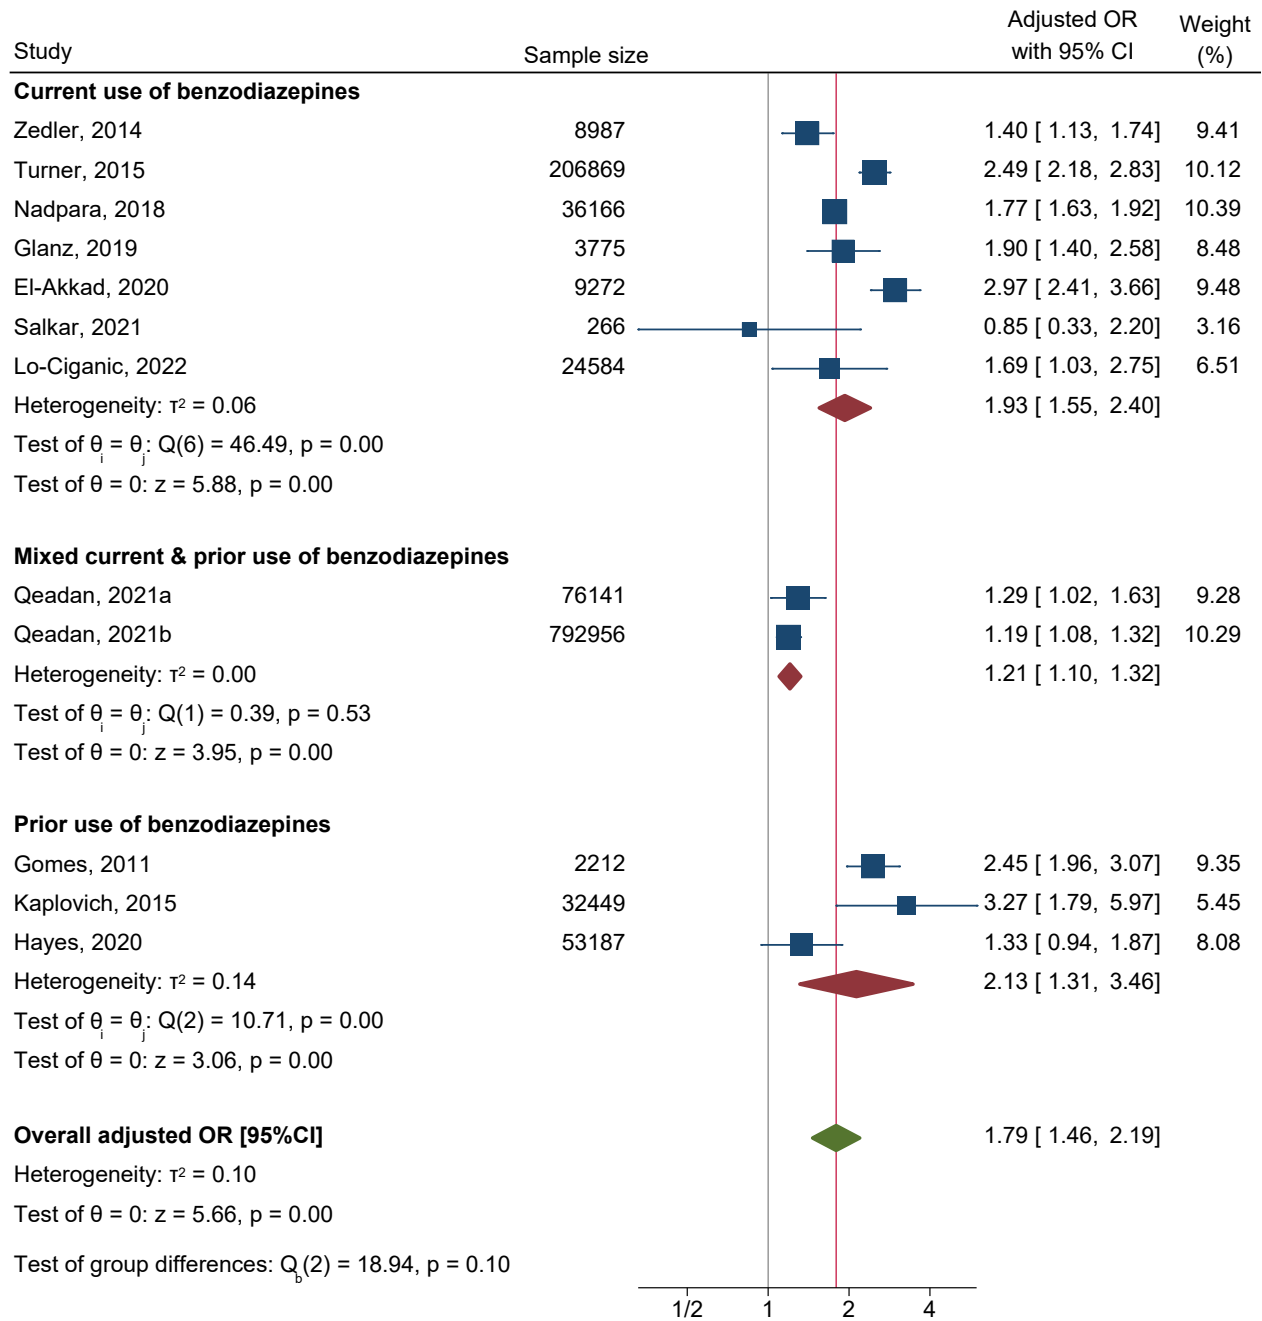 Study Sample size Adjusted OR with 95% CI Weight (%)
Current use of benzodiazepines
Zedler, 2014 8987 1.40 [ 1.13, 1.74] 9.41
Turner, 2015 206869 2.49 [ 2.18, 2.83] 10.12
Nadpara, 2018 36166 1.77 [ 1.63, 1.92] 10.39
Glanz, 2019 3775 1.90 [ 1.40, 2.58] 8.48
El-Akkad, 2020 9272 2.97 [ 2.41, 3.66] 9.48
Salkar, 2021 266 0.85 [ 0.33, 2.20] 3.16
Lo-Ciganic, 2022 24584 1.69 [ 1.03, 2.75] 6.51
Heterogeneity: τ² = 0.06 1.93 [ 1.55, 2.40]
Test of θᵢ = θⱼ: Q(6) = 46.49, p = 0.00
Test of θ = 0: z = 5.88, p = 0.00
Mixed current & prior use of benzodiazepines
Qeadan, 2021a 76141 1.29 [ 1.02, 1.63] 9.28
Qeadan, 2021b 792956 1.19 [ 1.08, 1.32] 10.29
Heterogeneity: τ² = 0.00 1.21 [ 1.10, 1.32]
Test of θᵢ = θⱼ: Q(1) = 0.39, p = 0.53
Test of θ = 0: z = 3.95, p = 0.00
Prior use of benzodiazepines
Gomes, 2011 2212 2.45 [ 1.96, 3.07] 9.35
Kaplovich, 2015 32449 3.27 [ 1.79, 5.97] 5.45
Hayes, 2020 53187 1.33 [ 0.94, 1.87] 8.08
Heterogeneity: τ² = 0.14 2.13 [ 1.31, 3.46]
Test of θᵢ = θⱼ: Q(2) = 10.71, p = 0.00
Test of θ = 0: z = 3.06, p = 0.00
Overall adjusted OR [95%CI] 1.79 [ 1.46, 2.19]
Heterogeneity: τ² = 0.10
Test of θ = 0: z = 5.66, p = 0.00
Test of group differences: Q_b(2) = 18.94, p = 0.10
1/2 1 2 4